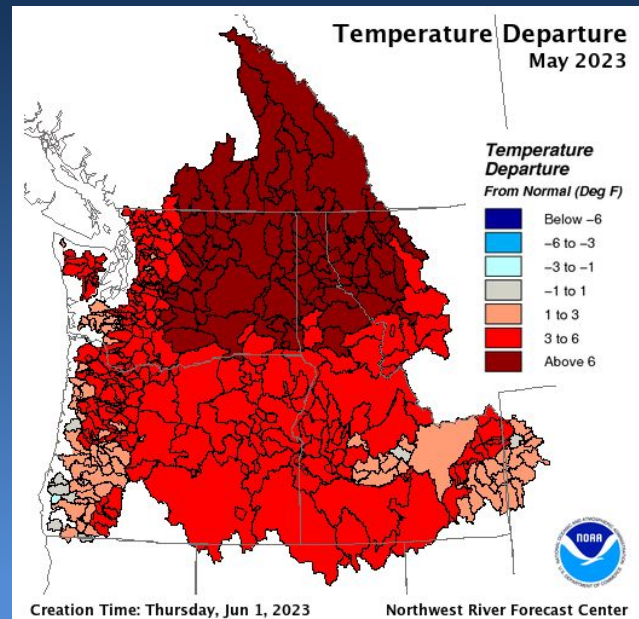 Temperature Departure
May 2023
Temperature
Departure
From Normal (Deg F)
Below −6
−6 to −3
−3 to −1
−1 to 1
1 to 3
3 to 6
Above 6
NOAA
Creation Time: Thursday, Jun 1, 2023
Northwest River Forecast Center